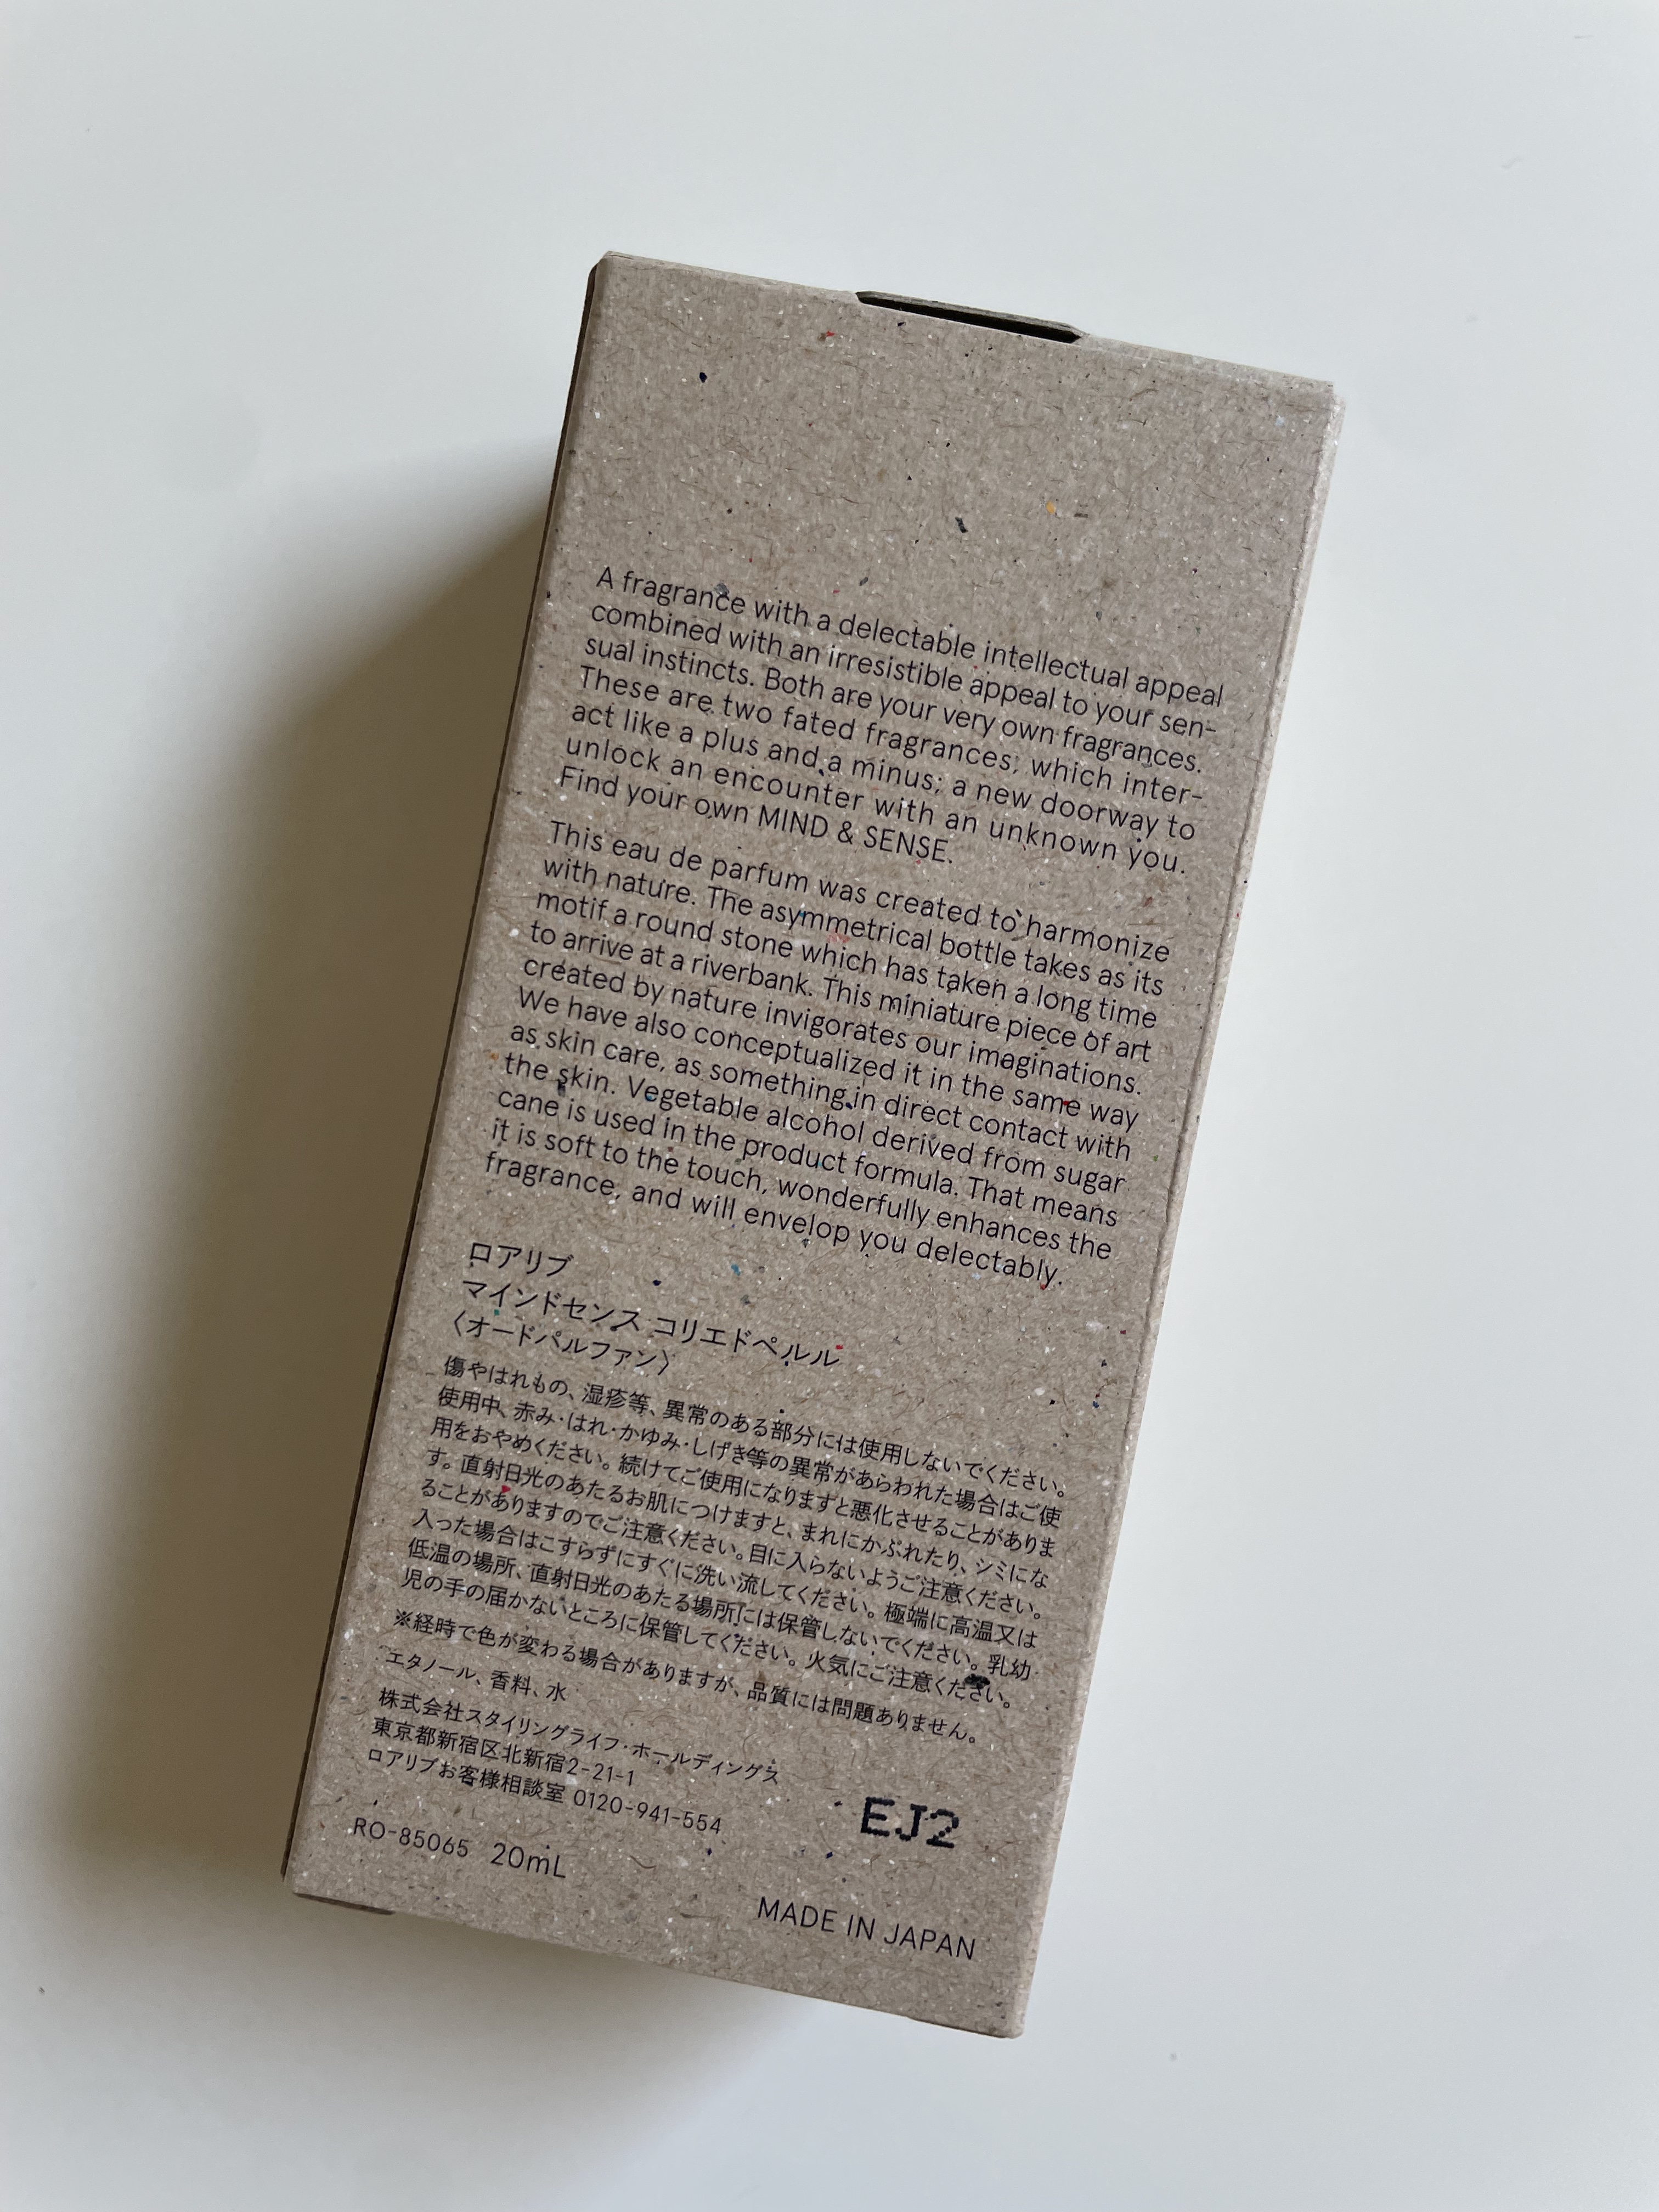 A fragrance with a delectable intellectual appeal
combined with an irresistible appeal to your sen-
sual instincts. Both are your very own fragrances.
These are two fated fragrances; which inter-
act like a plus and a minus; a new doorway to
unlock an encounter with an unknown you.
Find your own MIND & SENSE.
This eau de parfum was created to harmonize
with nature. The asymmetrical bottle takes as its
motif a round stone which has taken a long time
to arrive at a riverbank. This miniature piece of art
created by nature invigorates our imaginations.
We have also conceptualized it in the same way
as skin care, as something in direct contact with
the skin. Vegetable alcohol derived from sugar
cane is used in the product formula. That means
it is soft to the touch, wonderfully enhances the
fragrance, and will envelop you delectably.
ロアリブ
マインドセンス コリエドペルル
〈オードパルファン〉
傷やはれもの、湿疹等、異常のある部分には使用しないでください。
使用中、赤み・はれ・かゆみ・しげき等の異常があらわれた場合はご使
用をおやめください。続けてご使用になりますと悪化させることがありま
す。直射日光のあたるお肌につけますと、まれにかぶれたり、シミにな
ることがありますのでご注意ください。目に入らないようご注意ください。
入った場合はこすらずにすぐに洗い流してください。極端に高温又は
低温の場所、直射日光のあたる場所には保管しないでください。乳幼
児の手の届かないところに保管してください。火気にご注意ください。
※経時で色が変わる場合がありますが、品質には問題ありません。
エタノール、香料、水
株式会社スタイリングライフ・ホールディングス
東京都新宿区北新宿2-21-1
ロアリブお客様相談室 0120-941-554
EJ2
RO-85065 20mL
MADE IN JAPAN